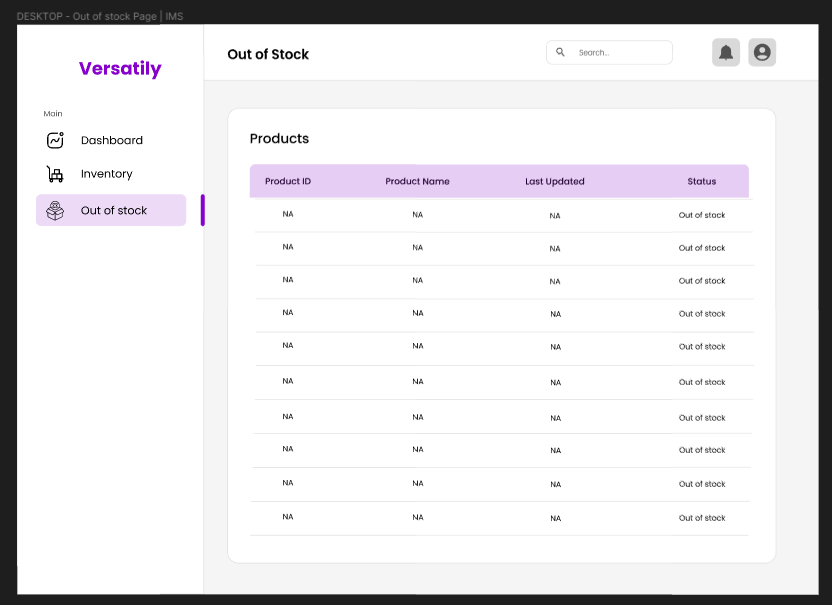 DESKTOP - Out of stock Page | IMS
Versatily
Main
Dashboard
Inventory
Out of stock
Out of Stock
Search..
Products
Product ID Product Name Last Updated Status
NA NA NA Out of stock
NA NA NA Out of stock
NA NA NA Out of stock
NA NA NA Out of stock
NA NA NA Out of stock
NA NA NA Out of stock
NA NA NA Out of stock
NA NA NA Out of stock
NA NA NA Out of stock
NA NA NA Out of stock